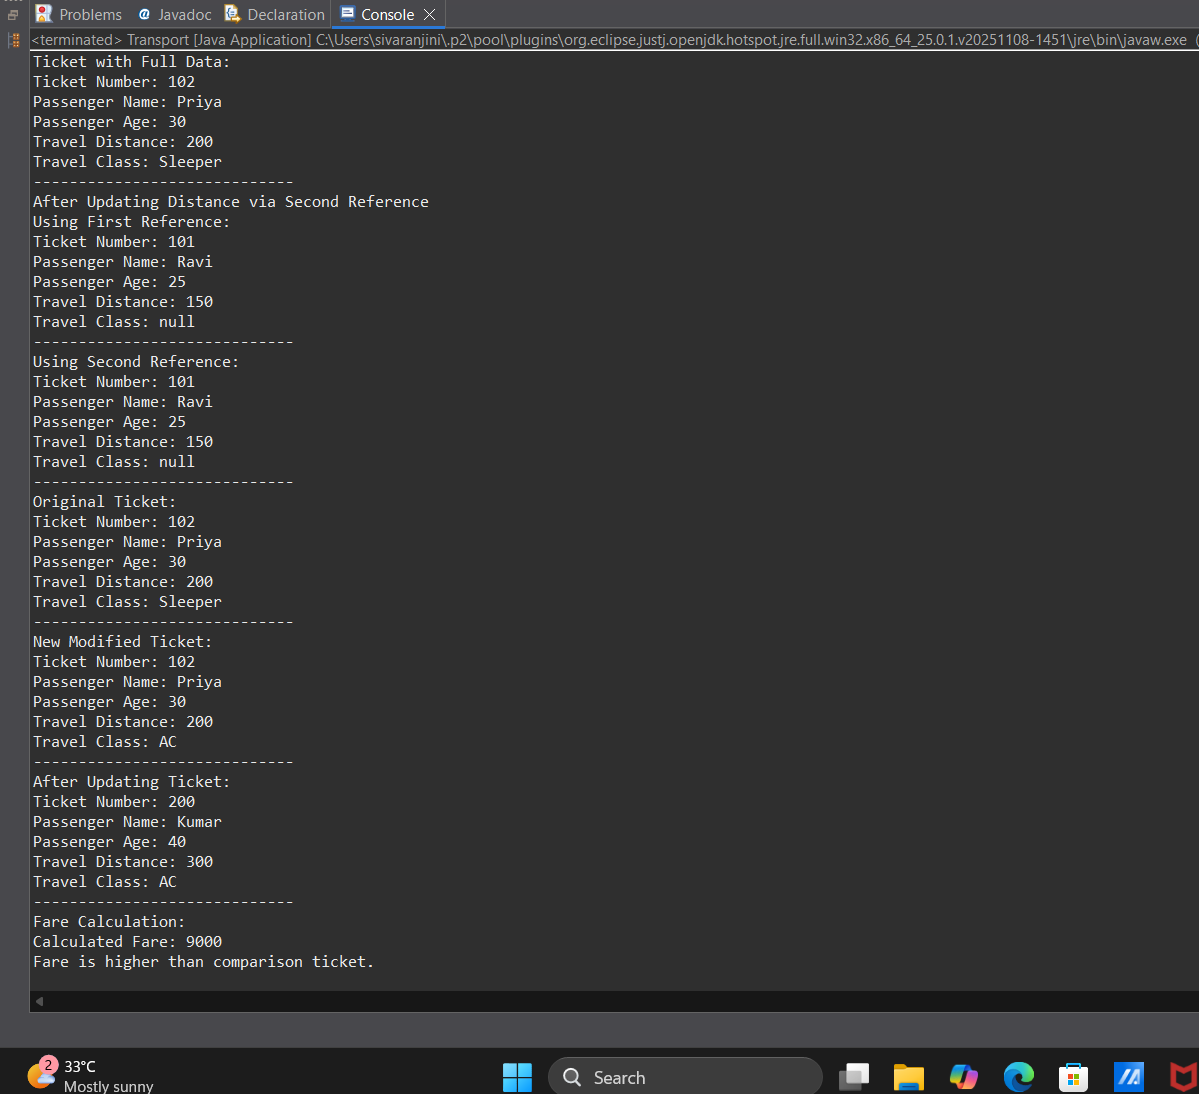 Problems @ Javadoc Declaration Console
<terminated> Transport [Java Application] C:\Users\sivaranjini\.p2\pool\plugins\org.eclipse.justj.openjdk.hotspot.jre.full.win32.x86_64_25.0.1.v20251108-1451\jre\bin\javaw.exe (
Ticket with Full Data:
Ticket Number: 102
Passenger Name: Priya
Passenger Age: 30
Travel Distance: 200
Travel Class: Sleeper
-----------------------------
After Updating Distance via Second Reference
Using First Reference:
Ticket Number: 101
Passenger Name: Ravi
Passenger Age: 25
Travel Distance: 150
Travel Class: null
-----------------------------
Using Second Reference:
Ticket Number: 101
Passenger Name: Ravi
Passenger Age: 25
Travel Distance: 150
Travel Class: null
-----------------------------
Original Ticket:
Ticket Number: 102
Passenger Name: Priya
Passenger Age: 30
Travel Distance: 200
Travel Class: Sleeper
-----------------------------
New Modified Ticket:
Ticket Number: 102
Passenger Name: Priya
Passenger Age: 30
Travel Distance: 200
Travel Class: AC
-----------------------------
After Updating Ticket:
Ticket Number: 200
Passenger Name: Kumar
Passenger Age: 40
Travel Distance: 300
Travel Class: AC
-----------------------------
Fare Calculation:
Calculated Fare: 9000
Fare is higher than comparison ticket.
2
33°C
Mostly sunny
Search